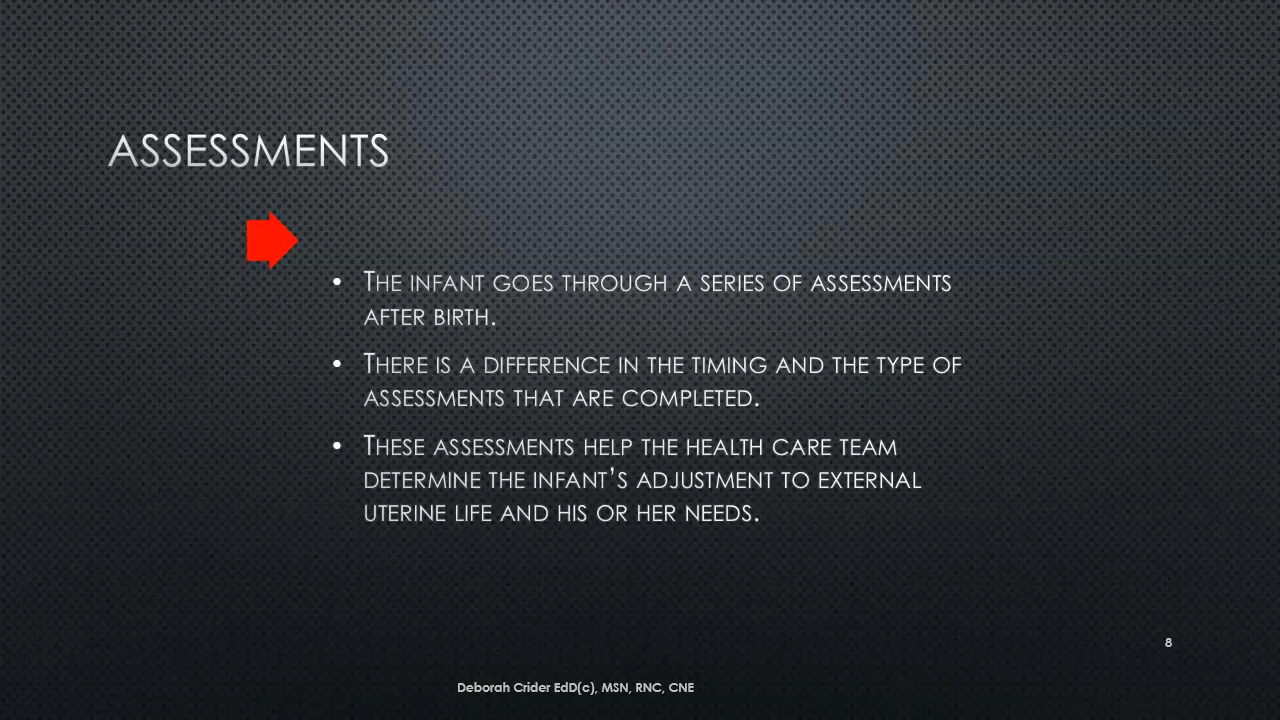 ASSESSMENTS
• THE INFANT GOES THROUGH A SERIES OF ASSESSMENTS
AFTER BIRTH.
• THERE IS A DIFFERENCE IN THE TIMING AND THE TYPE OF
ASSESSMENTS THAT ARE COMPLETED.
• THESE ASSESSMENTS HELP THE HEALTH CARE TEAM
DETERMINE THE INFANT'S ADJUSTMENT TO EXTERNAL
UTERINE LIFE AND HIS OR HER NEEDS.
8
Deborah Crider EdD(c), MSN, RNC, CNE